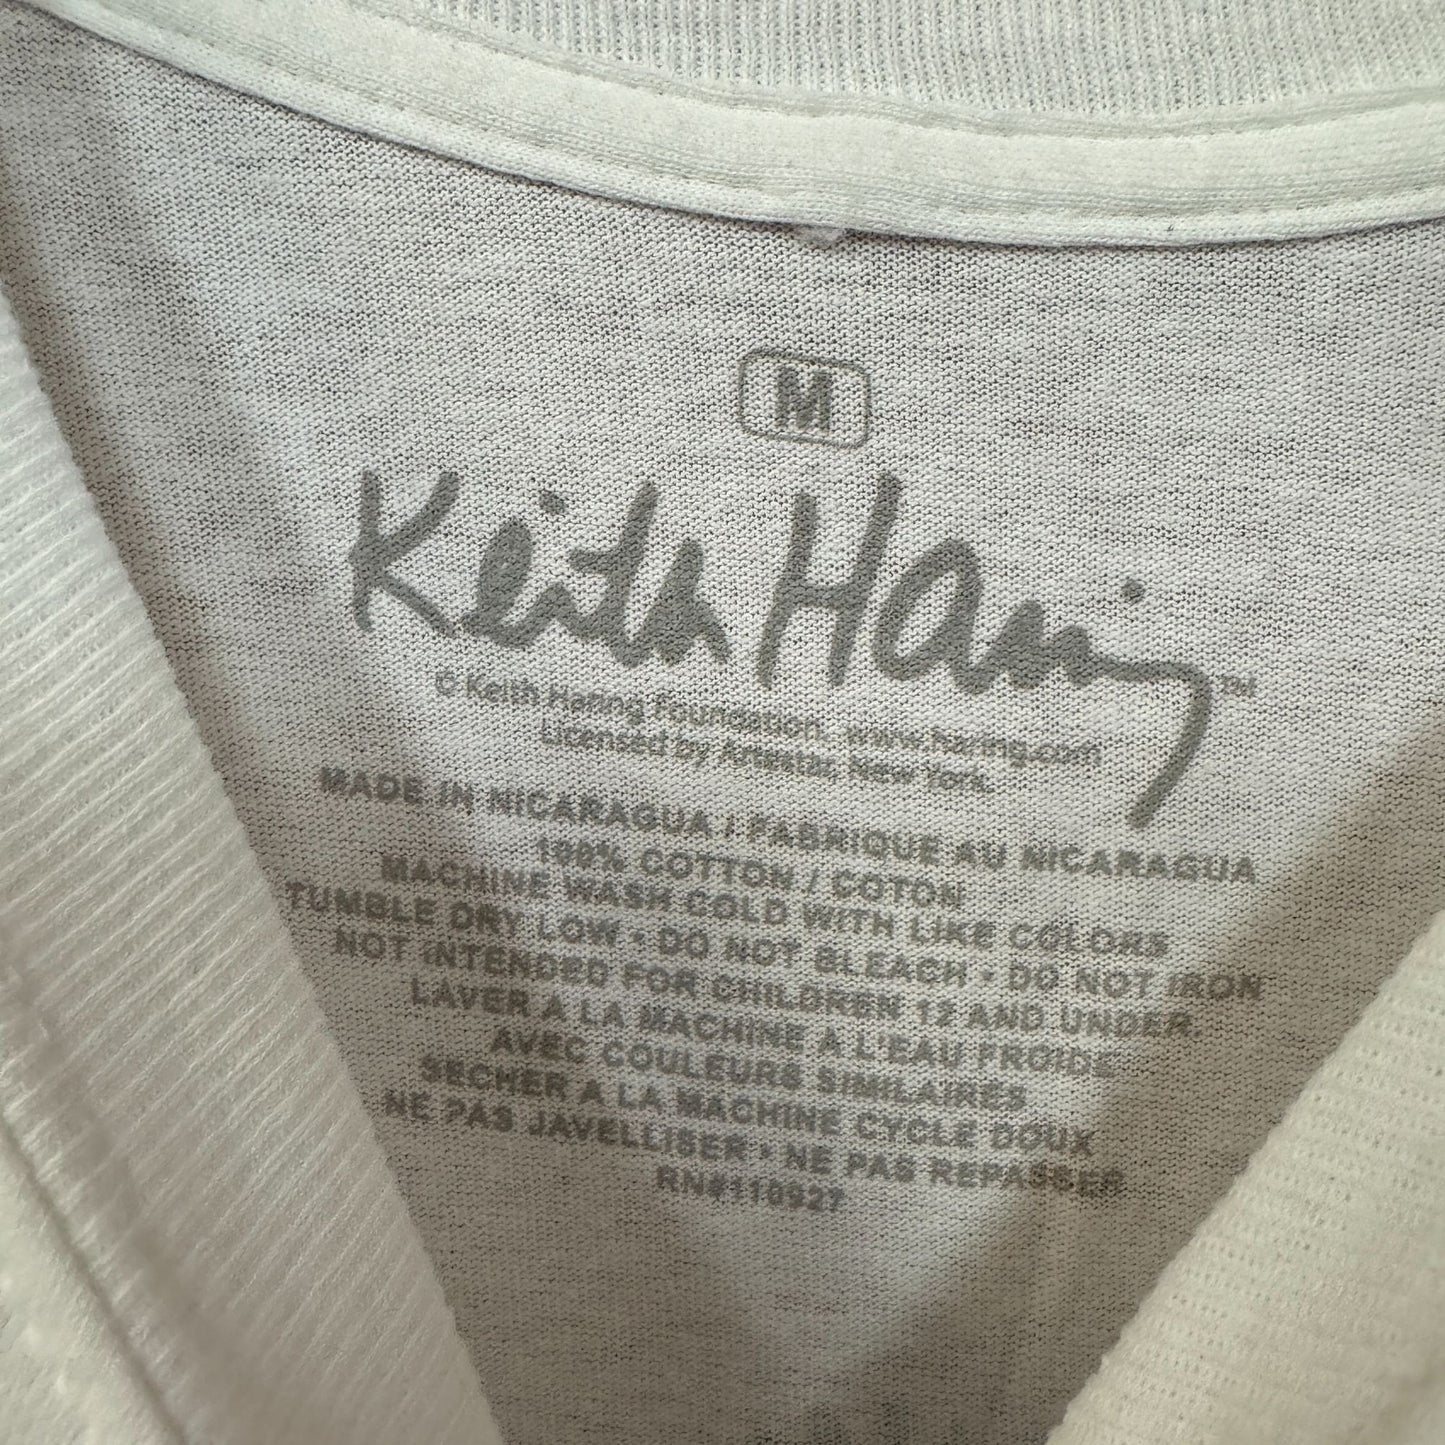 M
Keith Haring™
© Keith Haring Foundation. www.haring.com
Licensed by Artestar, New York.
MADE IN NICARAGUA / FABRIQUE AU NICARAGUA
100% COTTON / COTON
MACHINE WASH COLD WITH LIKE COLORS
TUMBLE DRY LOW • DO NOT BLEACH • DO NOT IRON
NOT INTENDED FOR CHILDREN 12 AND UNDER.
LAVER A LA MACHINE A L'EAU FROIDE
AVEC COULEURS SIMILAIRES
SECHER A LA MACHINE CYCLE DOUX
NE PAS JAVELLISER • NE PAS REPASSER
RN#110927